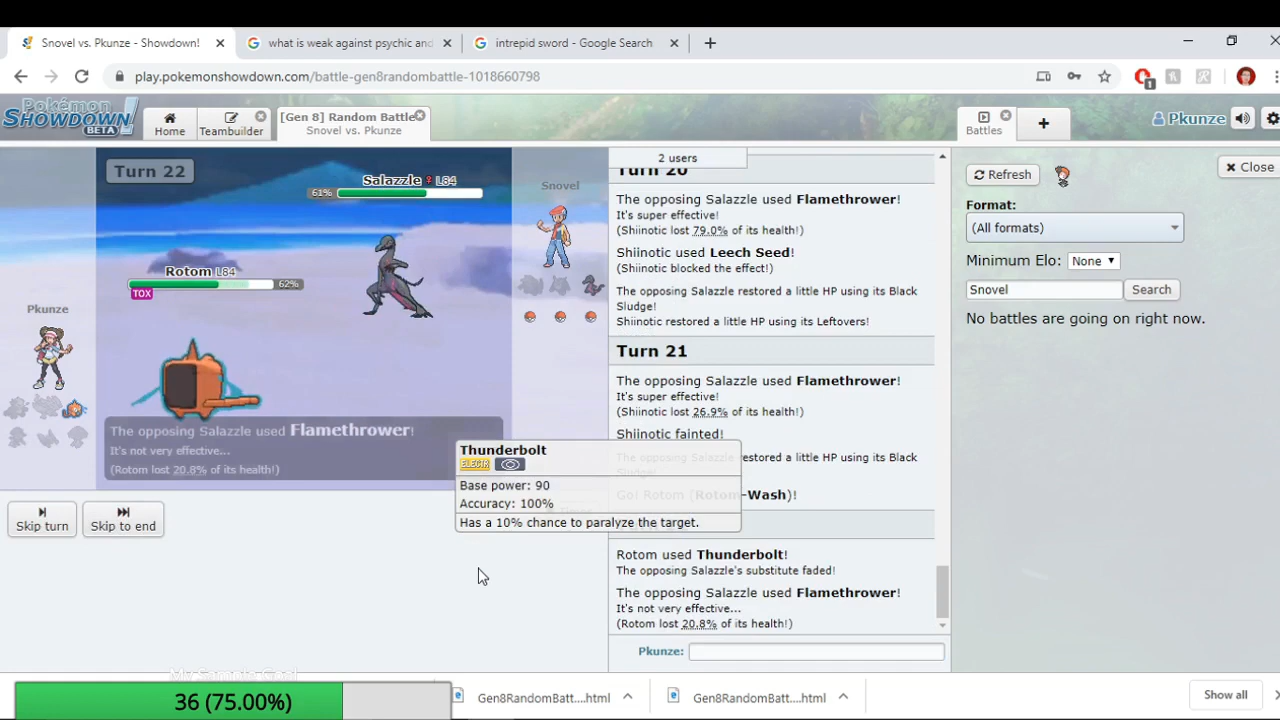 Snovel vs. Pkunze - Showdown!
what is weak against psychic and
intrepid sword - Google Search
play.pokemonshowdown.com/battle-gen8randombattle-1018660798
1
Pokémon
SHOWDOWN!
BETA
Home
Teambuilder
[Gen 8] Random Battle
Snovel vs. Pkunze
Battles
Pkunze
Turn 22
Salazzle L84
61%
Rotom L84
62%
TOX
Pkunze
Snovel
The opposing Salazzle used Flamethrower!
It's not very effective...
(Rotom lost 20.8% of its health!)
Skip turn
Skip to end
Thunderbolt
ELECTR
Base power: 90
Accuracy: 100%
Has a 10% chance to paralyze the target.
2 users
Turn 20
The opposing Salazzle used Flamethrower!
It's super effective!
(Shiinotic lost 79.0% of its health!)
Shiinotic used Leech Seed!
(Shiinotic blocked the effect!)
The opposing Salazzle restored a little HP using its Black
Sludge!
Shiinotic restored a little HP using its Leftovers!
Turn 21
The opposing Salazzle used Flamethrower!
It's super effective!
(Shiinotic lost 26.9% of its health!)
Shiinotic fainted!
restored a little HP using its Black
Go! Rotom (Rotom-Wash)!
Rotom used Thunderbolt!
The opposing Salazzle's substitute faded!
The opposing Salazzle used Flamethrower!
It's not very effective...
(Rotom lost 20.8% of its health!)
Pkunze:
Refresh
Close
Format:
(All formats)
Minimum Elo: None
Snovel
Search
No battles are going on right now.
My Sample Goal
36 (75.00%)
Gen8RandomBatt....html
Gen8RandomBatt....html
Show all